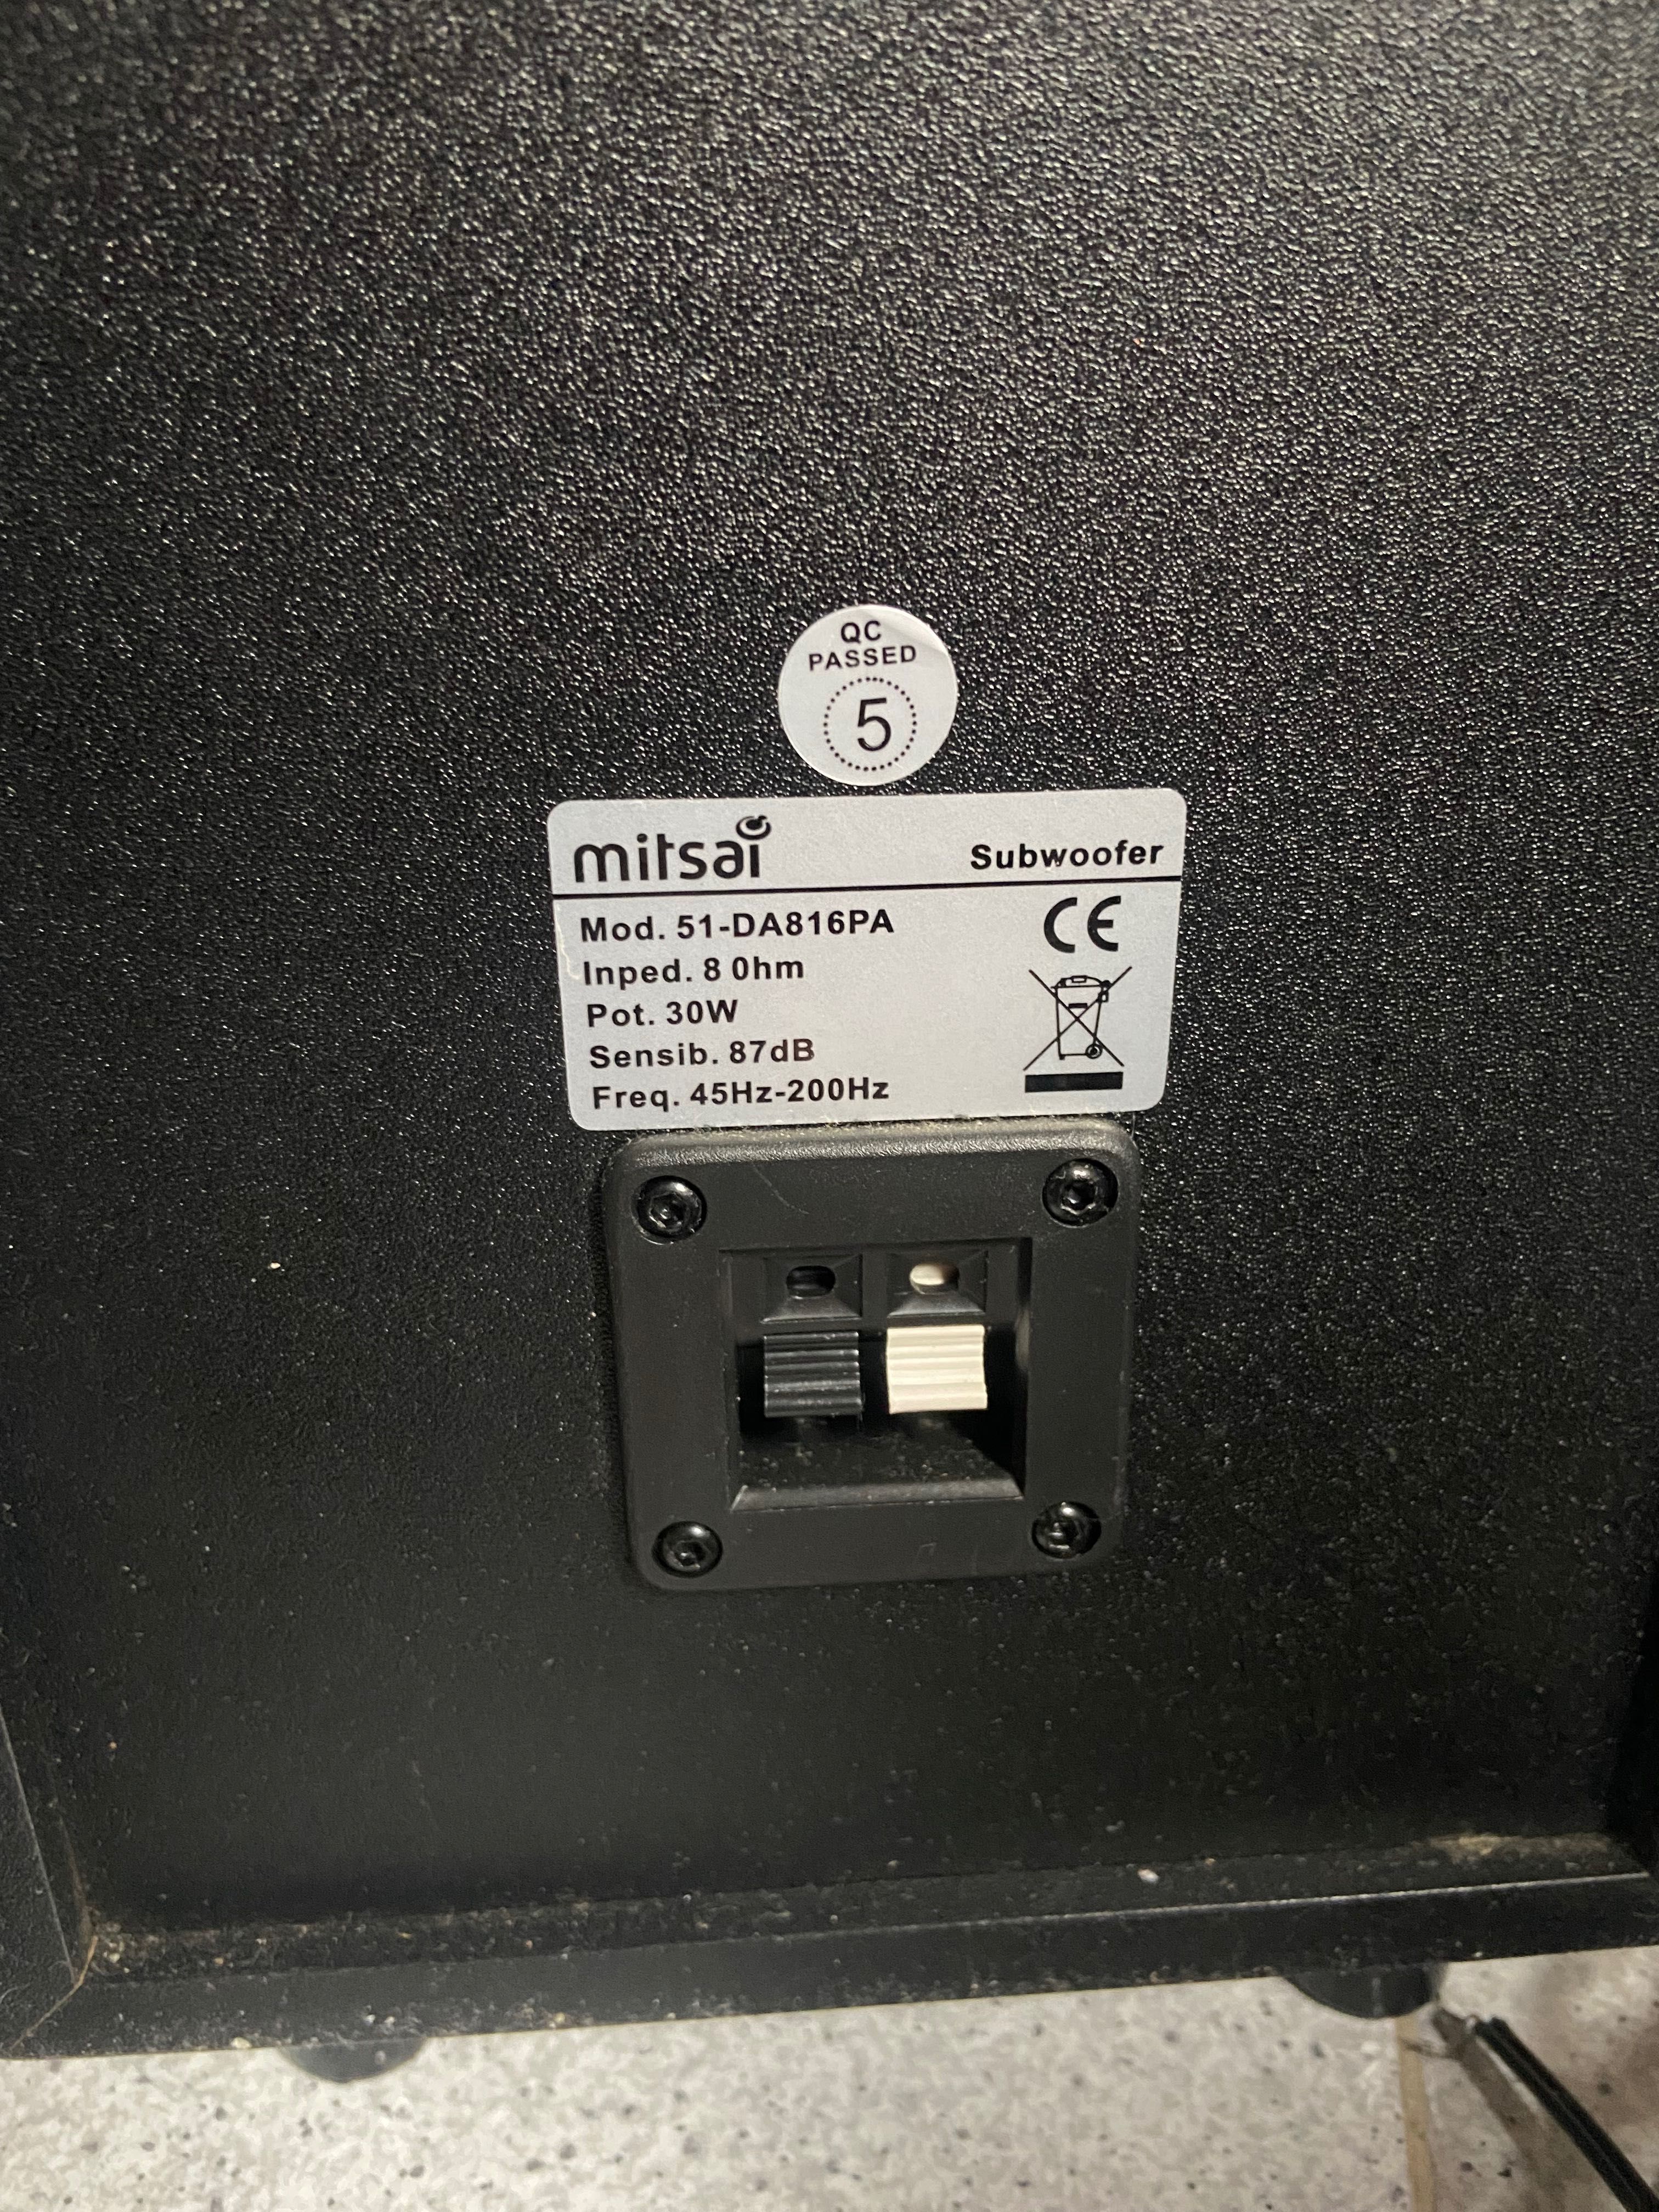 QC
PASSED
5
mitsai Subwoofer
Mod. 51-DA816PA
Inped. 8 0hm
Pot. 30W
Sensib. 87dB
Freq. 45Hz-200Hz
CE